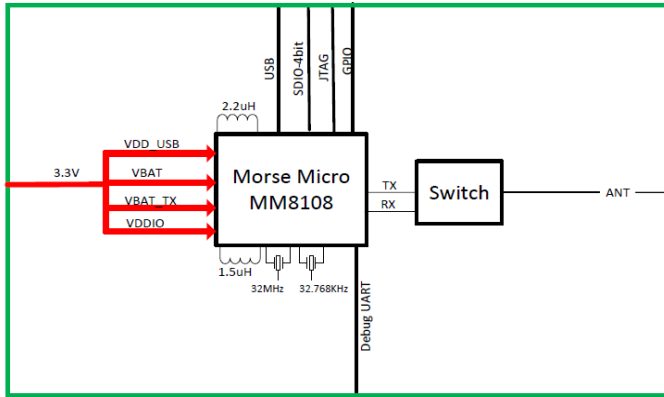 USB
SDIO-4bit
JTAG
GPIO
2.2uH
VDD_USB
3.3V
VBAT
VBAT_TX
VDDIO
Morse Micro
MM8108
TX
RX
Switch
ANT
1.5uH
32MHz
32.768KHz
Debug UART